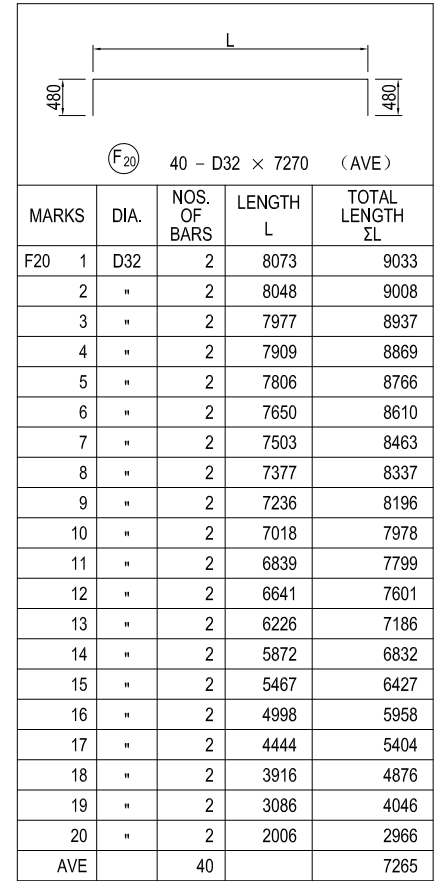 L
480 480
F20 40 – D32 × 7270 (AVE)
MARKS DIA. NOS. OF BARS LENGTH L TOTAL LENGTH ΣL
F20 1 D32 2 8073 9033
2 " 2 8048 9008
3 " 2 7977 8937
4 " 2 7909 8869
5 " 2 7806 8766
6 " 2 7650 8610
7 " 2 7503 8463
8 " 2 7377 8337
9 " 2 7236 8196
10 " 2 7018 7978
11 " 2 6839 7799
12 " 2 6641 7601
13 " 2 6226 7186
14 " 2 5872 6832
15 " 2 5467 6427
16 " 2 4998 5958
17 " 2 4444 5404
18 " 2 3916 4876
19 " 2 3086 4046
20 " 2 2006 2966
AVE 40 7265